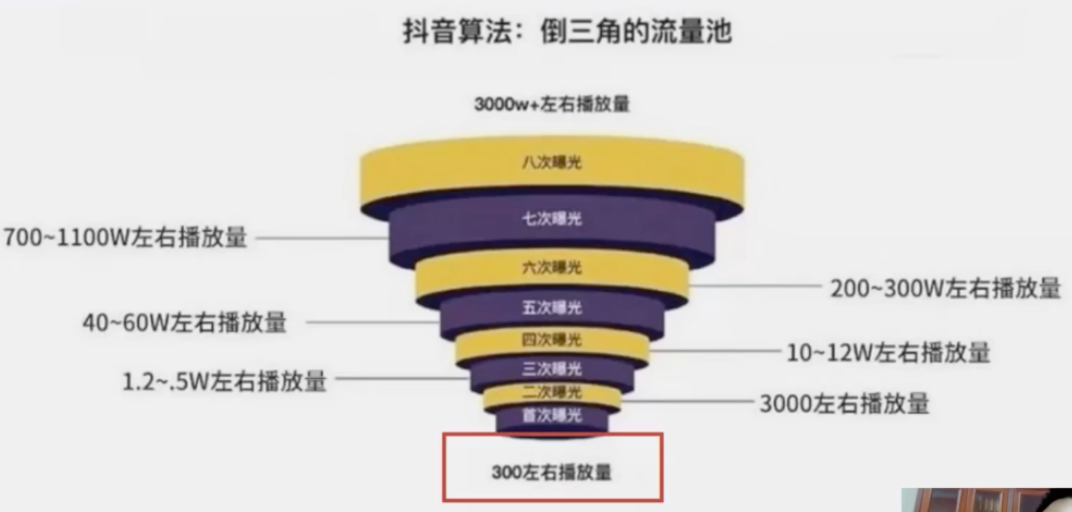 抖音算法：倒三角的流量池
3000w+左右播放量
八次曝光
七次曝光
700~1100W左右播放量
六次曝光
200~300W左右播放量
五次曝光
40~60W左右播放量
四次曝光
10~12W左右播放量
三次曝光
1.2~.5W左右播放量
二次曝光
3000左右播放量
首次曝光
300左右播放量